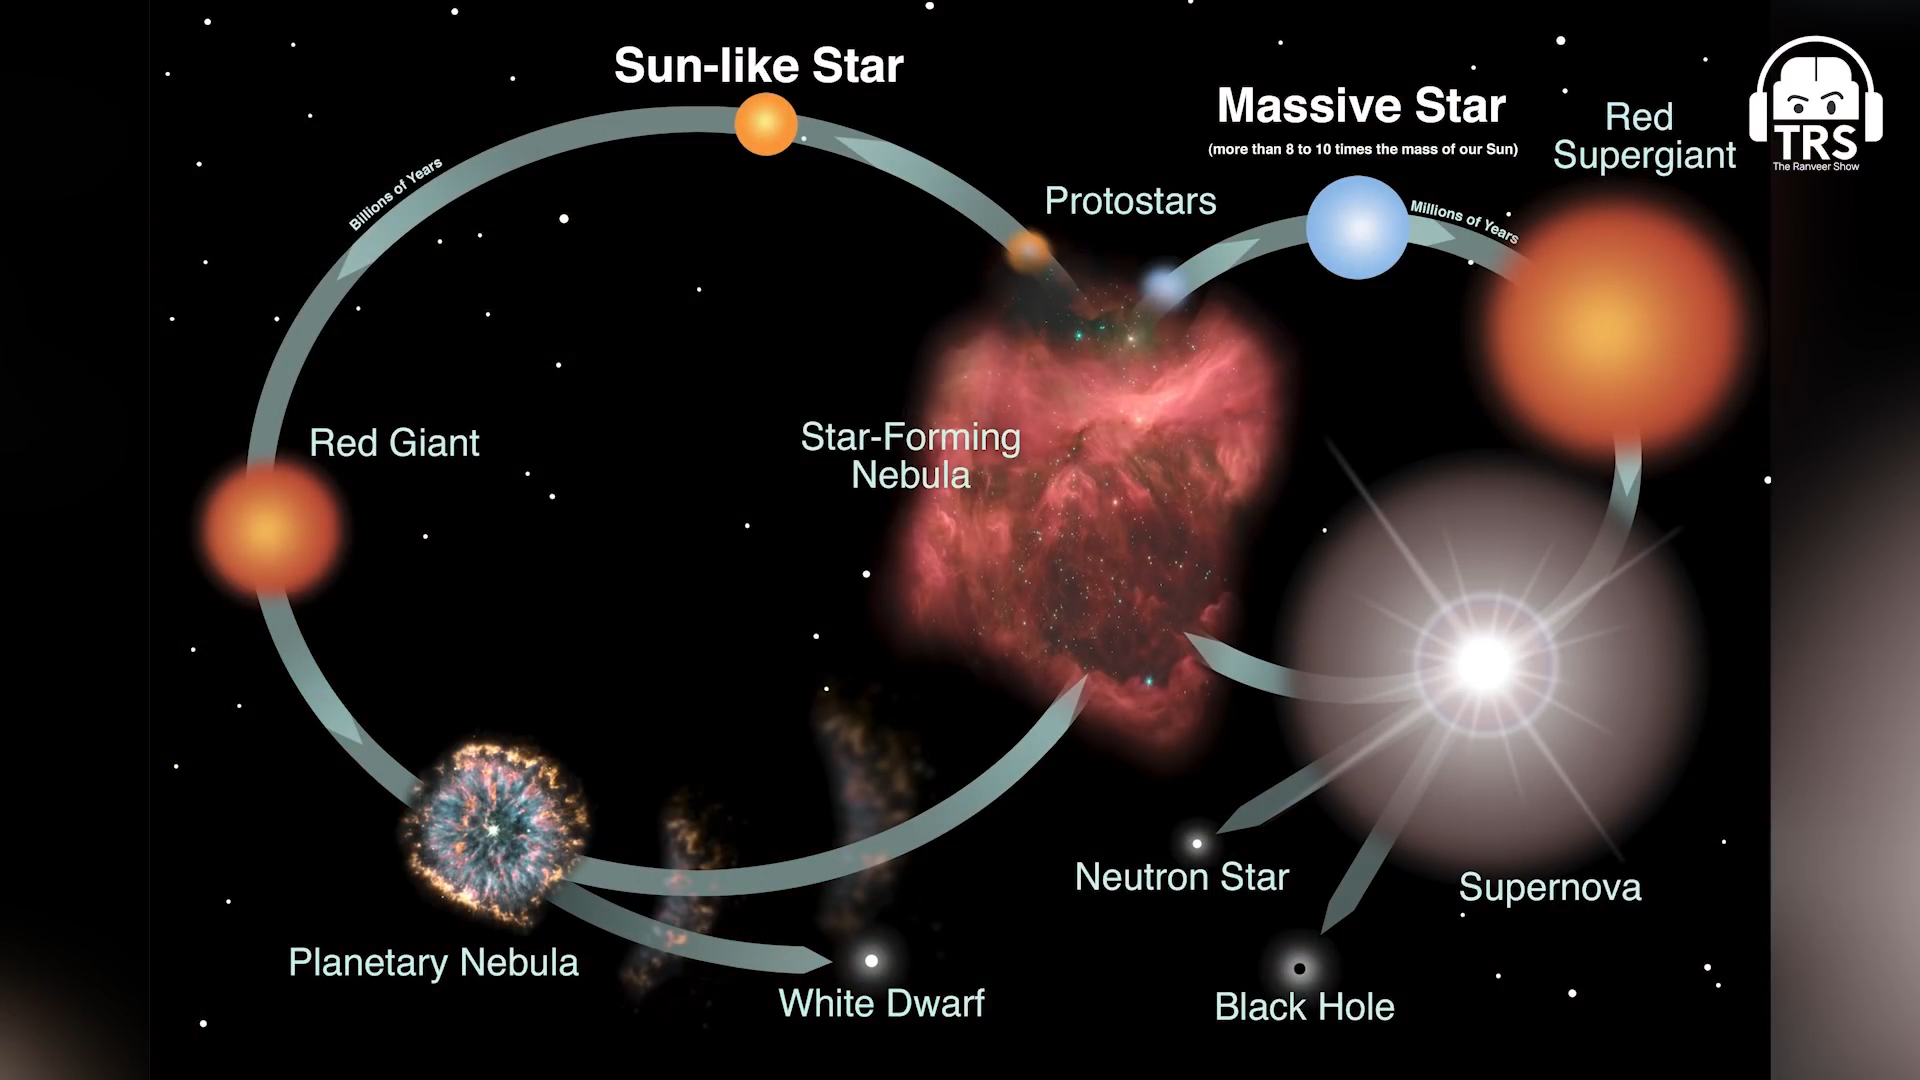 Sun-like Star
Massive Star
(more than 8 to 10 times the mass of our Sun)
Red
Supergiant
TRS
The Ranveer Show
Billions of Years
Protostars
Millions of Years
Red Giant
Star-Forming
Nebula
Neutron Star
Supernova
Planetary Nebula
White Dwarf
Black Hole